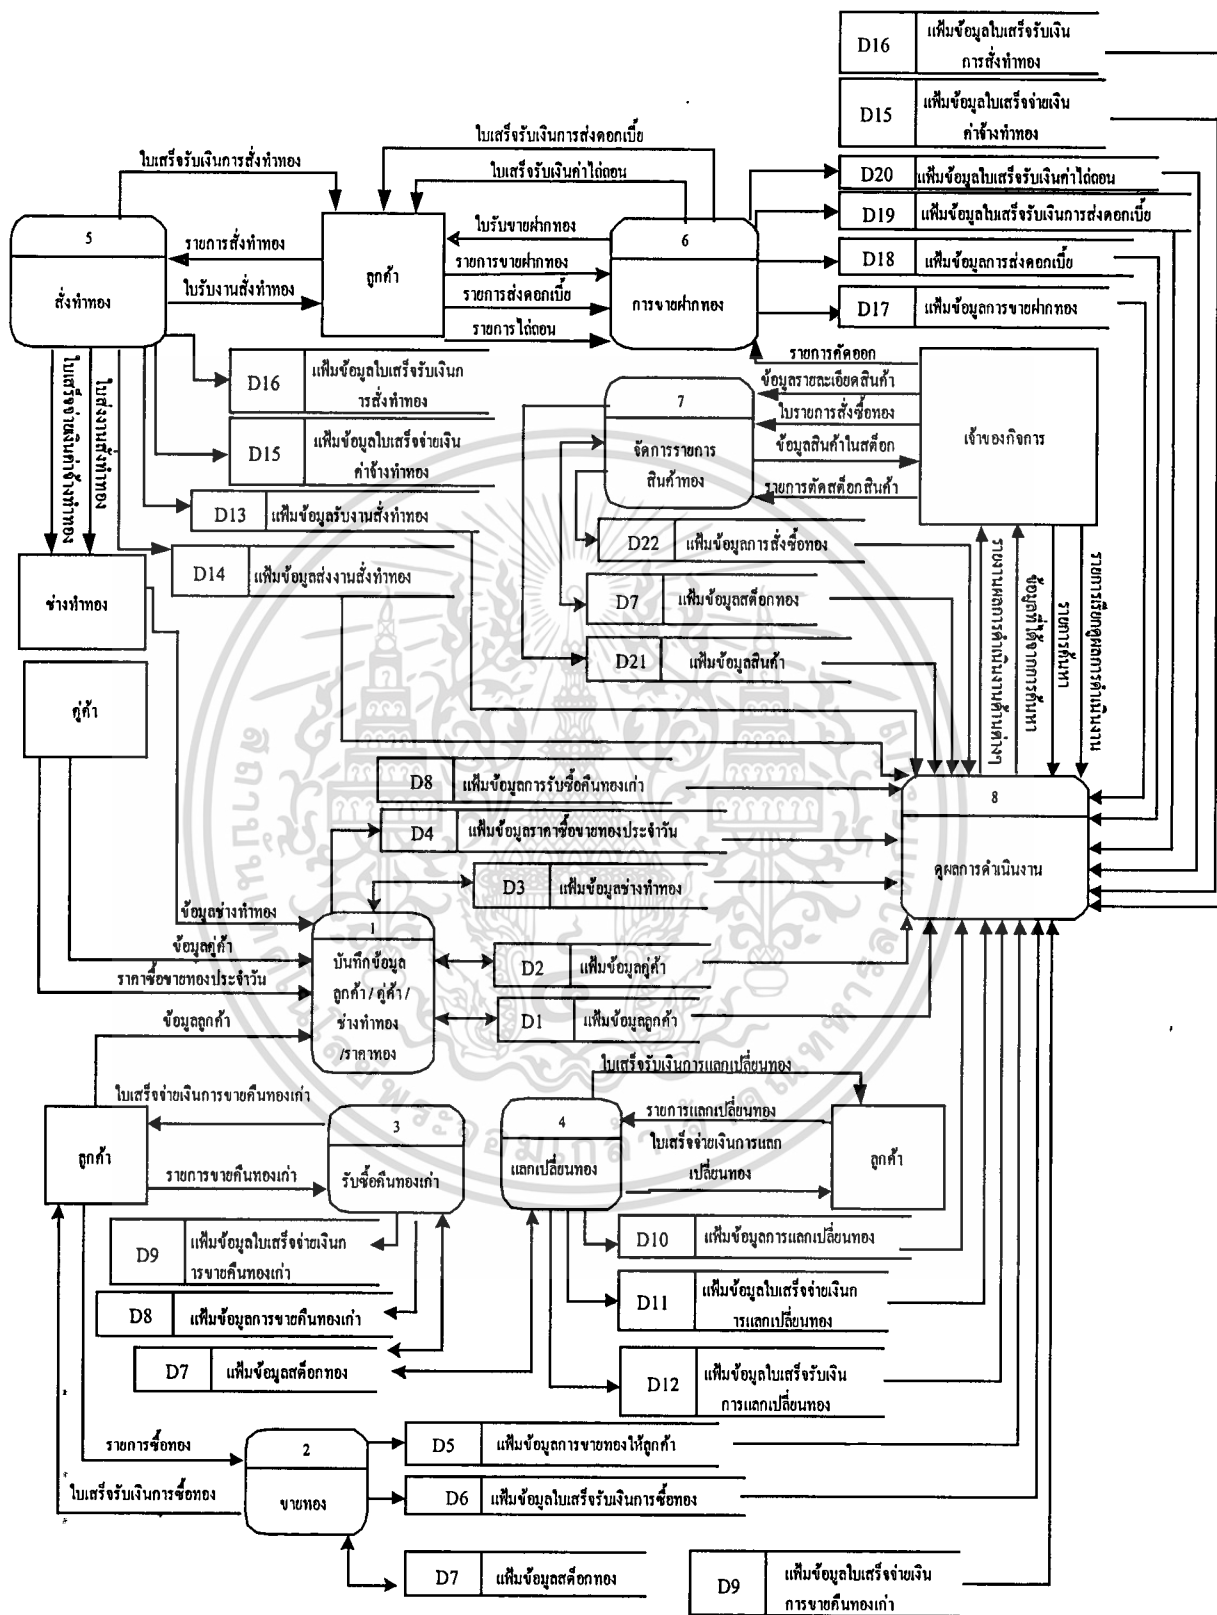 D16
แฟ้มข้อมูลใบเสร็จรับเงิน
การสั่งทำทอง
D15
แฟ้มข้อมูลใบเสร็จจ่ายเงิน
ค่าจ้างทำทอง
ใบเสร็จรับเงินการส่งดอกเบี้ย
ใบเสร็จรับเงินการสั่งทำทอง
ใบเสร็จรับเงินค่าไถ่ถอน
D20
แฟ้มข้อมูลใบเสร็จรับเงินค่าไถ่ถอน
D19
แฟ้มข้อมูลใบเสร็จรับเงินการส่งดอกเบี้ย
D18
แฟ้มข้อมูลการส่งดอกเบี้ย
D17
แฟ้มข้อมูลการขายฝากทอง
5
สั่งทำทอง
รายการสั่งทำทอง
ใบรับงานสั่งทำทอง
ลูกค้า
ใบรับขายฝากทอง
รายการขายฝากทอง
รายการส่งดอกเบี้ย
รายการไถ่ถอน
6
การขายฝากทอง
รายการคัดออก
ข้อมูลรายละเอียดสินค้า
ใบรายการสั่งซื้อทอง
ข้อมูลสินค้าในสต็อก
รายการตัดสต็อกสินค้า
เจ้าของกิจการ
7
จัดการรายการ
สินค้าทอง
D16
แฟ้มข้อมูลใบเสร็จรับเงินก
ารสั่งทำทอง
D15
แฟ้มข้อมูลใบเสร็จจ่ายเงิน
ค่าจ้างทำทอง
D13
แฟ้มข้อมูลรับงานสั่งทำทอง
D14
แฟ้มข้อมูลส่งงานสั่งทำทอง
ใบเสร็จจ่ายเงินค่าจ้างทำทอง
ใบส่งงานสั่งทำทอง
D22
แฟ้มข้อมูลการสั่งซื้อทอง
D7
แฟ้มข้อมูลสต็อกทอง
D21
แฟ้มข้อมูลสินค้า
รายงานผลการดำเนินงานด้านต่างๆ
ข้อมูลที่ได้จากการค้นหา
รายการค้นหา
รายการเรียกดูผลการดำเนินงาน
ช่างทำทอง
คู่ค้า
D8
แฟ้มข้อมูลการรับซื้อคืนทองเก่า
D4
แฟ้มข้อมูลราคาซื้อขายทองประจำวัน
D3
แฟ้มข้อมูลช่างทำทอง
8
ดูผลการดำเนินงาน
ข้อมูลช่างทำทอง
ข้อมูลคู่ค้า
ราคาซื้อขายทองประจำวัน
ข้อมูลลูกค้า
1
บันทึกข้อมูล
ลูกค้า / คู่ค้า /
ช่างทำทอง
/ราคาทอง
D2
แฟ้มข้อมูลคู่ค้า
D1
แฟ้มข้อมูลลูกค้า
ใบเสร็จรับเงินการแลกเปลี่ยนทอง
ใบเสร็จจ่ายเงินการขายคืนทองเก่า
ลูกค้า
รายการขายคืนทองเก่า
3
รับซื้อคืนทองเก่า
4
แลกเปลี่ยนทอง
รายการแลกเปลี่ยนทอง
ใบเสร็จจ่ายเงินการแลก
เปลี่ยนทอง
ลูกค้า
D9
แฟ้มข้อมูลใบเสร็จจ่ายเงินก
ารขายคืนทองเก่า
D8
แฟ้มข้อมูลการขายคืนทองเก่า
D7
แฟ้มข้อมูลสต็อกทอง
D10
แฟ้มข้อมูลการแลกเปลี่ยนทอง
D11
แฟ้มข้อมูลใบเสร็จจ่ายเงินก
ารแลกเปลี่ยนทอง
D12
แฟ้มข้อมูลใบเสร็จรับเงิน
การแลกเปลี่ยนทอง
รายการซื้อทอง
ใบเสร็จรับเงินการซื้อทอง
2
ขายทอง
D5
แฟ้มข้อมูลการขายทองให้ลูกค้า
D6
แฟ้มข้อมูลใบเสร็จรับเงินการซื้อทอง
D7
แฟ้มข้อมูลสต็อกทอง
D9
แฟ้มข้อมูลใบเสร็จจ่ายเงิน
การขายคืนทองเก่า
สถาบันเทคโนโลยีพระจอมเกล้าเจ้าคุณทหารลาดกระบัง